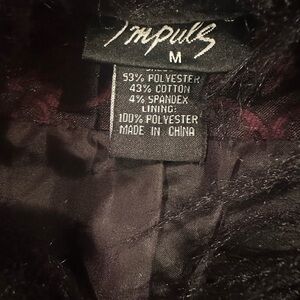 Impuls
M
53% POLYESTER
43% COTTON
4% SPANDEX
LINING:
100% POLYESTER
MADE IN CHINA